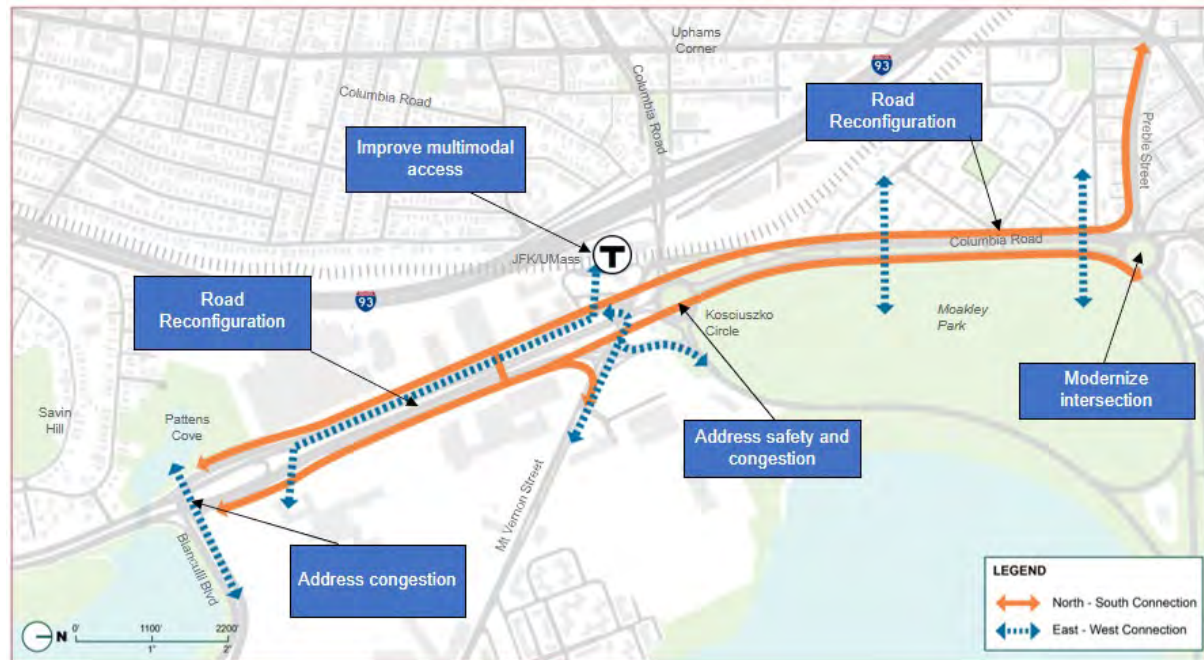 Uphams
Corner
93
Columbia Road
Columbia Road
Road
Reconfiguration
Improve multimodal
access
Preble Street
T
JFK/UMass
Columbia Road
93
Road
Reconfiguration
Kosciuszko
Circle
Moakley
Park
Modernize
intersection
Savin
Hill
Pattens
Cove
Address safety and
congestion
Mt Vernon Street
Bianculli Blvd
Address congestion
N
0' 1100' 2200'
1" 2"
LEGEND
North - South Connection
East - West Connection